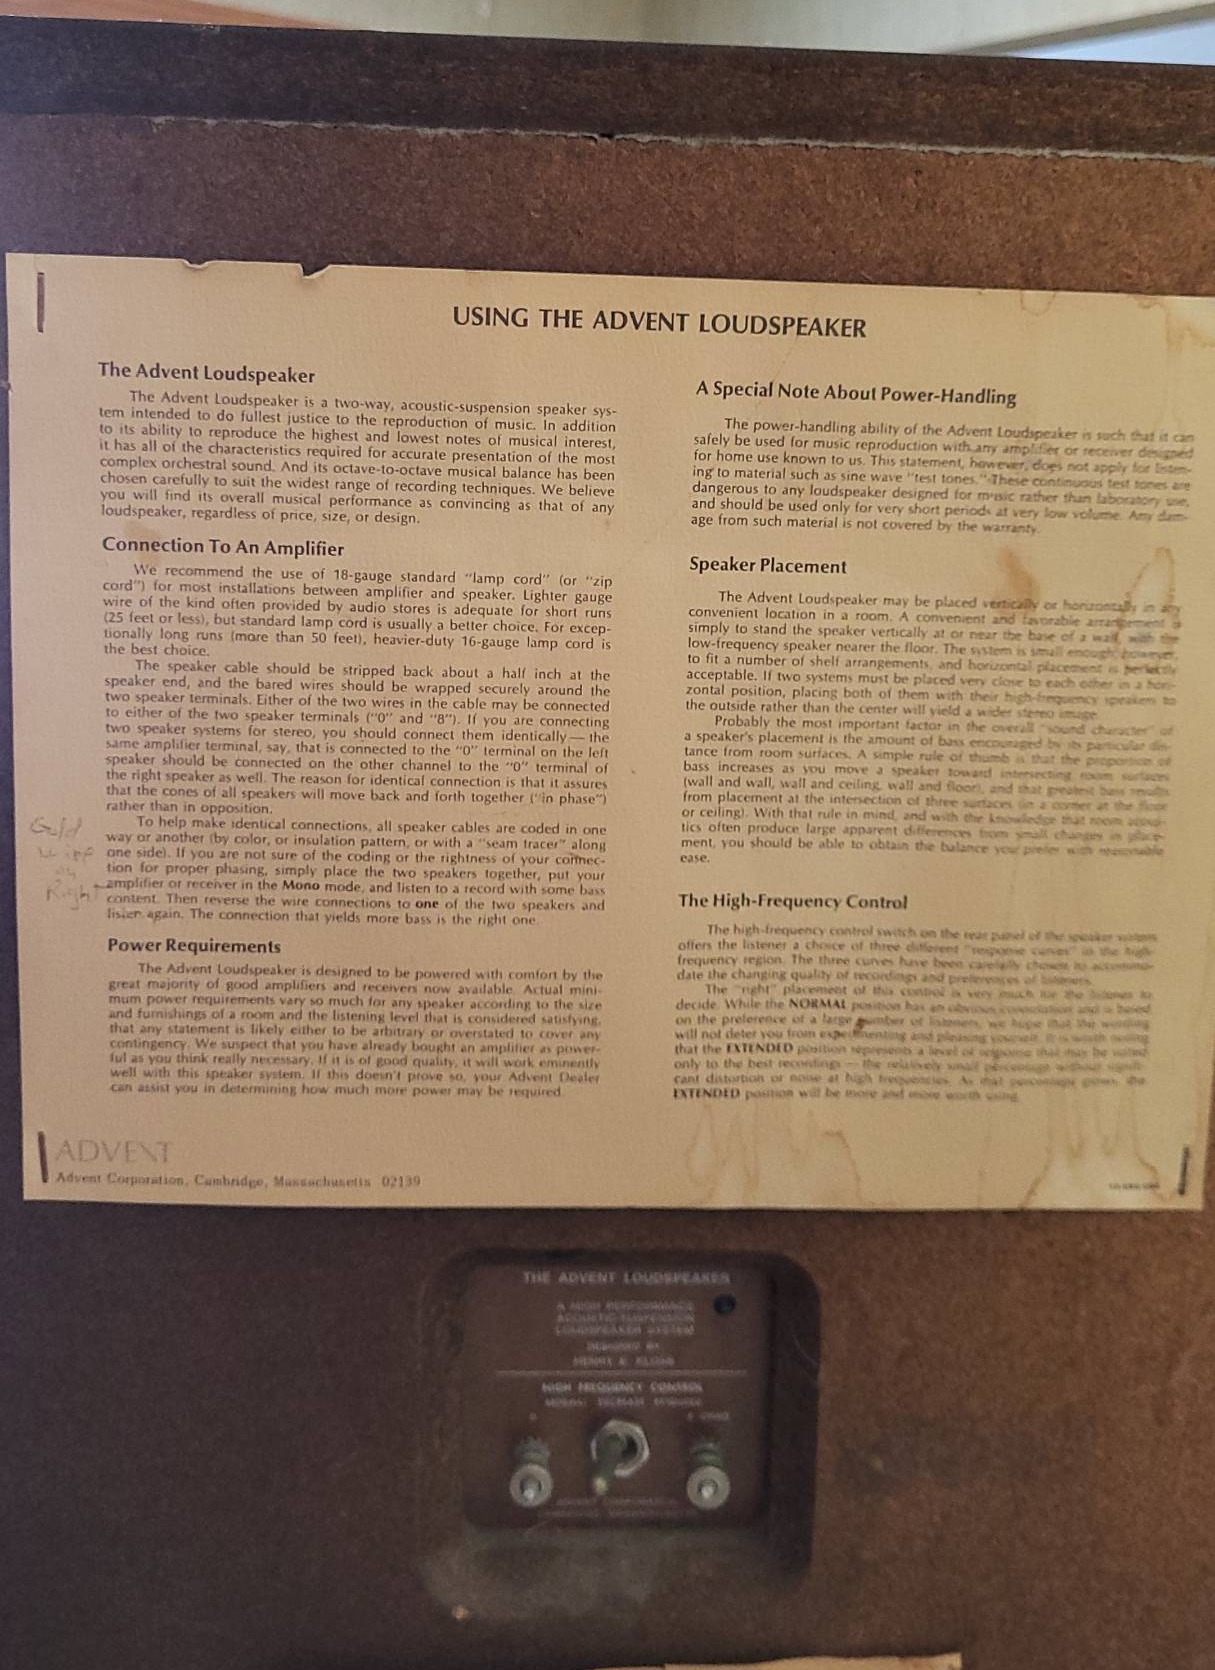 USING THE ADVENT LOUDSPEAKER
The Advent Loudspeaker
The Advent Loudspeaker is a two-way, acoustic-suspension speaker sys-
tem intended to do fullest justice to the reproduction of music. In addition
to its ability to reproduce the highest and lowest notes of musical interest,
it has all of the characteristics required for accurate presentation of the most
complex orchestral sound. And its octave-to-octave musical balance has been
chosen carefully to suit the widest range of recording techniques. We believe
you will find its overall musical performance as convincing as that of any
loudspeaker, regardless of price, size, or design.
Connection To An Amplifier
We recommend the use of 18-gauge standard "lamp cord" (or "zip
cord") for most installations between amplifier and speaker. Lighter gauge
wire of the kind often provided by audio stores is adequate for short runs
(25 feet or less), but standard lamp cord is usually a better choice. For excep-
tionally long runs (more than 50 feet), heavier-duty 16-gauge lamp cord is
the best choice.
The speaker cable should be stripped back about a half inch at the
speaker end, and the bared wires should be wrapped securely around the
two speaker terminals. Either of the two wires in the cable may be connected
to either of the two speaker terminals ("0" and "8"). If you are connecting
two speaker systems for stereo, you should connect them identically — the
same amplifier terminal, say, that is connected to the "0" terminal on the left
speaker should be connected on the other channel to the "0" terminal of
the right speaker as well. The reason for identical connection is that it assures
that the cones of all speakers will move back and forth together ("in phase")
rather than in opposition.
To help make identical connections, all speaker cables are coded in one
way or another (by color, or insulation pattern, or with a "seam tracer" along
one side). If you are not sure of the coding or the rightness of your connec-
tion for proper phasing, simply place the two speakers together, put your
amplifier or receiver in the Mono mode, and listen to a record with some bass
content. Then reverse the wire connections to one of the two speakers and
listen again. The connection that yields more bass is the right one.
Gold
Right
Power Requirements
The Advent Loudspeaker is designed to be powered with comfort by the
great majority of good amplifiers and receivers now available. Actual mini-
mum power requirements vary so much for any speaker according to the size
and furnishings of a room and the listening level that is considered satisfying,
that any statement is likely either to be arbitrary or overstated to cover any
contingency. We suspect that you have already bought an amplifier as power-
ful as you think really necessary. If it is of good quality, it will work eminently
well with this speaker system. If this doesn't prove so, your Advent Dealer
can assist you in determining how much more power may be required.
A Special Note About Power-Handling
The power-handling ability of the Advent Loudspeaker is such that it can
safely be used for music reproduction with any amplifier or receiver designed
for home use known to us. This statement, however, does not apply for listen-
ing to material such as sine wave "test tones." These continuous test tones are
dangerous to any loudspeaker designed for music rather than laboratory use,
and should be used only for very short periods at very low volume. Any dam-
age from such material is not covered by the warranty.
Speaker Placement
The Advent Loudspeaker may be placed vertically or horizontally in any
convenient location in a room. A convenient and favorable arrangement is
simply to stand the speaker vertically at or near the base of a wall, with the
low-frequency speaker nearer the floor. The system is small enough, however,
to fit a number of shelf arrangements, and horizontal placement is perfectly
acceptable. If two systems must be placed very close to each other in a hori-
zontal position, placing both of them with their high-frequency speakers to
the outside rather than the center will yield a wider stereo image.
Probably the most important factor in the overall "sound character" of
a speaker's placement is the amount of bass encouraged by its particular dis-
tance from room surfaces. A simple rule of thumb is that the proportion of
bass increases as you move a speaker toward intersecting room surfaces
(wall and wall, wall and ceiling, wall and floor), and that greatest bass results
from placement at the intersection of three surfaces (in a corner at the floor
or ceiling). With that rule in mind, and with the knowledge that room acous-
tics often produce large apparent differences from small changes in place-
ment, you should be able to obtain the balance you prefer with reasonable
ease.
The High-Frequency Control
The high-frequency control switch on the rear panel of the speaker system
offers the listener a choice of three different "response curves" in the high-
frequency region. The three curves have been carefully chosen to accommo-
date the changing quality of recordings and preferences of listeners.
The "right" placement of this control is very much for the listener to
decide. While the NORMAL position has an obvious connotation and is based
on the preference of a large number of listeners, we hope that the wording
will not deter you from experimenting and pleasing yourself. It is worth noting
that the EXTENDED position represents a level of response that may be suited
only to the best recordings — the relatively small percentage without signifi-
cant distortion or noise at high frequencies. As that percentage grows, the
EXTENDED position will be more and more worth using.
ADVENT
Advent Corporation, Cambridge, Massachusetts 02139
THE ADVENT LOUDSPEAKER
A HIGH PERFORMANCE
ACOUSTIC SUSPENSION
LOUDSPEAKER SYSTEM
DESIGNED BY
HENRY E. KLOSS
HIGH FREQUENCY CONTROL
NORMAL DECREASE EXTENDED